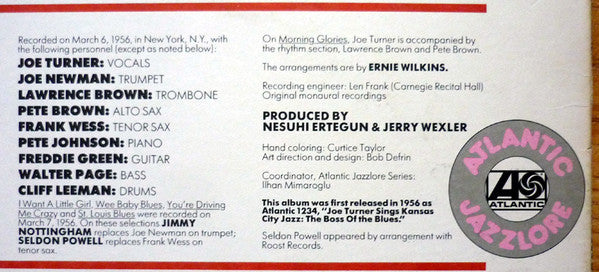 Recorded on March 6, 1956, in New York, N.Y., with
the following personnel (except as noted below):
JOE TURNER: VOCALS
JOE NEWMAN: TRUMPET
LAWRENCE BROWN: TROMBONE
PETE BROWN: ALTO SAX
FRANK WESS: TENOR SAX
PETE JOHNSON: PIANO
FREDDIE GREEN: GUITAR
WALTER PAGE: BASS
CLIFF LEEMAN: DRUMS
I Want A Little Girl, Wee Baby Blues, You're Driving
Me Crazy and St. Louis Blues were recorded on
March 7, 1956. On these selections JIMMY
NOTTINGHAM replaces Joe Newman on trumpet;
SELDON POWELL replaces Frank Wess on
tenor sax.
On Morning Glories, Joe Turner is accompanied by
the rhythm section, Lawrence Brown and Pete Brown.
The arrangements are by ERNIE WILKINS.
Recording engineer: Len Frank (Carnegie Recital Hall)
Original monaural recordings
PRODUCED BY
NESUHI ERTEGUN & JERRY WEXLER
Hand coloring: Curtice Taylor
Art direction and design: Bob Defrin
Coordinator, Atlantic Jazzlore Series:
Ilhan Mimaroglu
This album was first released in 1956 as
Atlantic 1234, "Joe Turner Sings Kansas
City Jazz: The Boss Of the Blues."
Seldon Powell appeared by arrangement with
Roost Records.
ATLANTIC
ATLANTIC
JAZZLORE